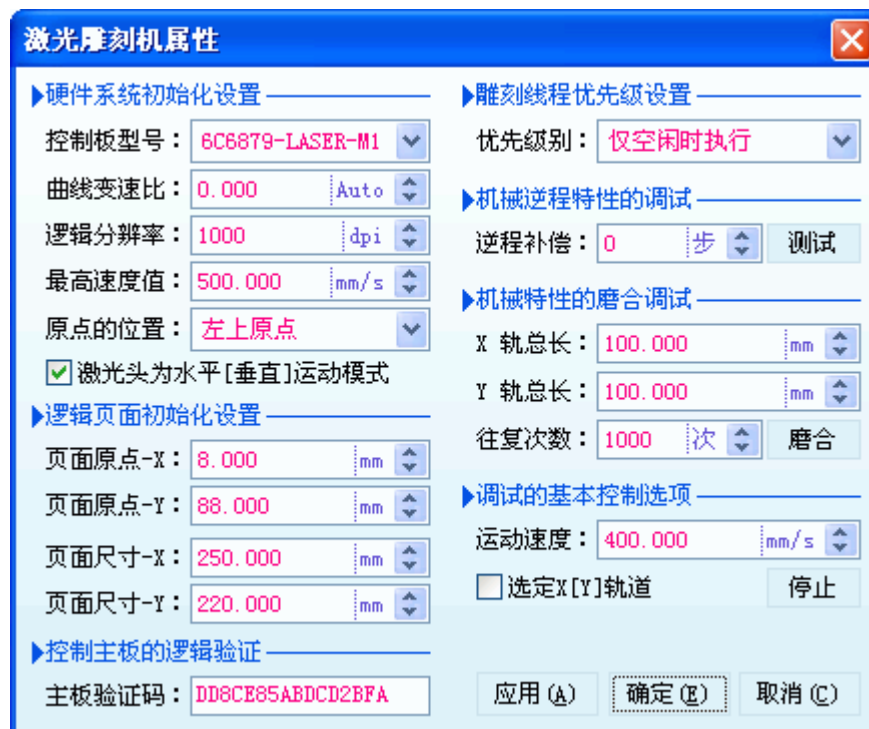 激光雕刻机属性
硬件系统初始化设置
控制板型号： 6C6879-LASER-M1
曲线变速比： 0.000 Auto
逻辑分辨率： 1000 dpi
最高速度值： 500.000 mm/s
原点的位置： 左上原点
激光头为水平[垂直]运动模式
逻辑页面初始化设置
页面原点-X： 8.000 mm
页面原点-Y： 88.000 mm
页面尺寸-X： 250.000 mm
页面尺寸-Y： 220.000 mm
控制主板的逻辑验证
主板验证码： DD8CE85ABDCD2BFA
雕刻线程优先级设置
优先级别： 仅空闲时执行
机械逆程特性的调试
逆程补偿： 0 步 测试
机械特性的磨合调试
X 轨总长： 100.000 mm
Y 轨总长： 100.000 mm
往复次数： 1000 次 磨合
调试的基本控制选项
运动速度： 400.000 mm/s
选定X[Y]轨道 停止
应用(A) 确定(E) 取消(C)